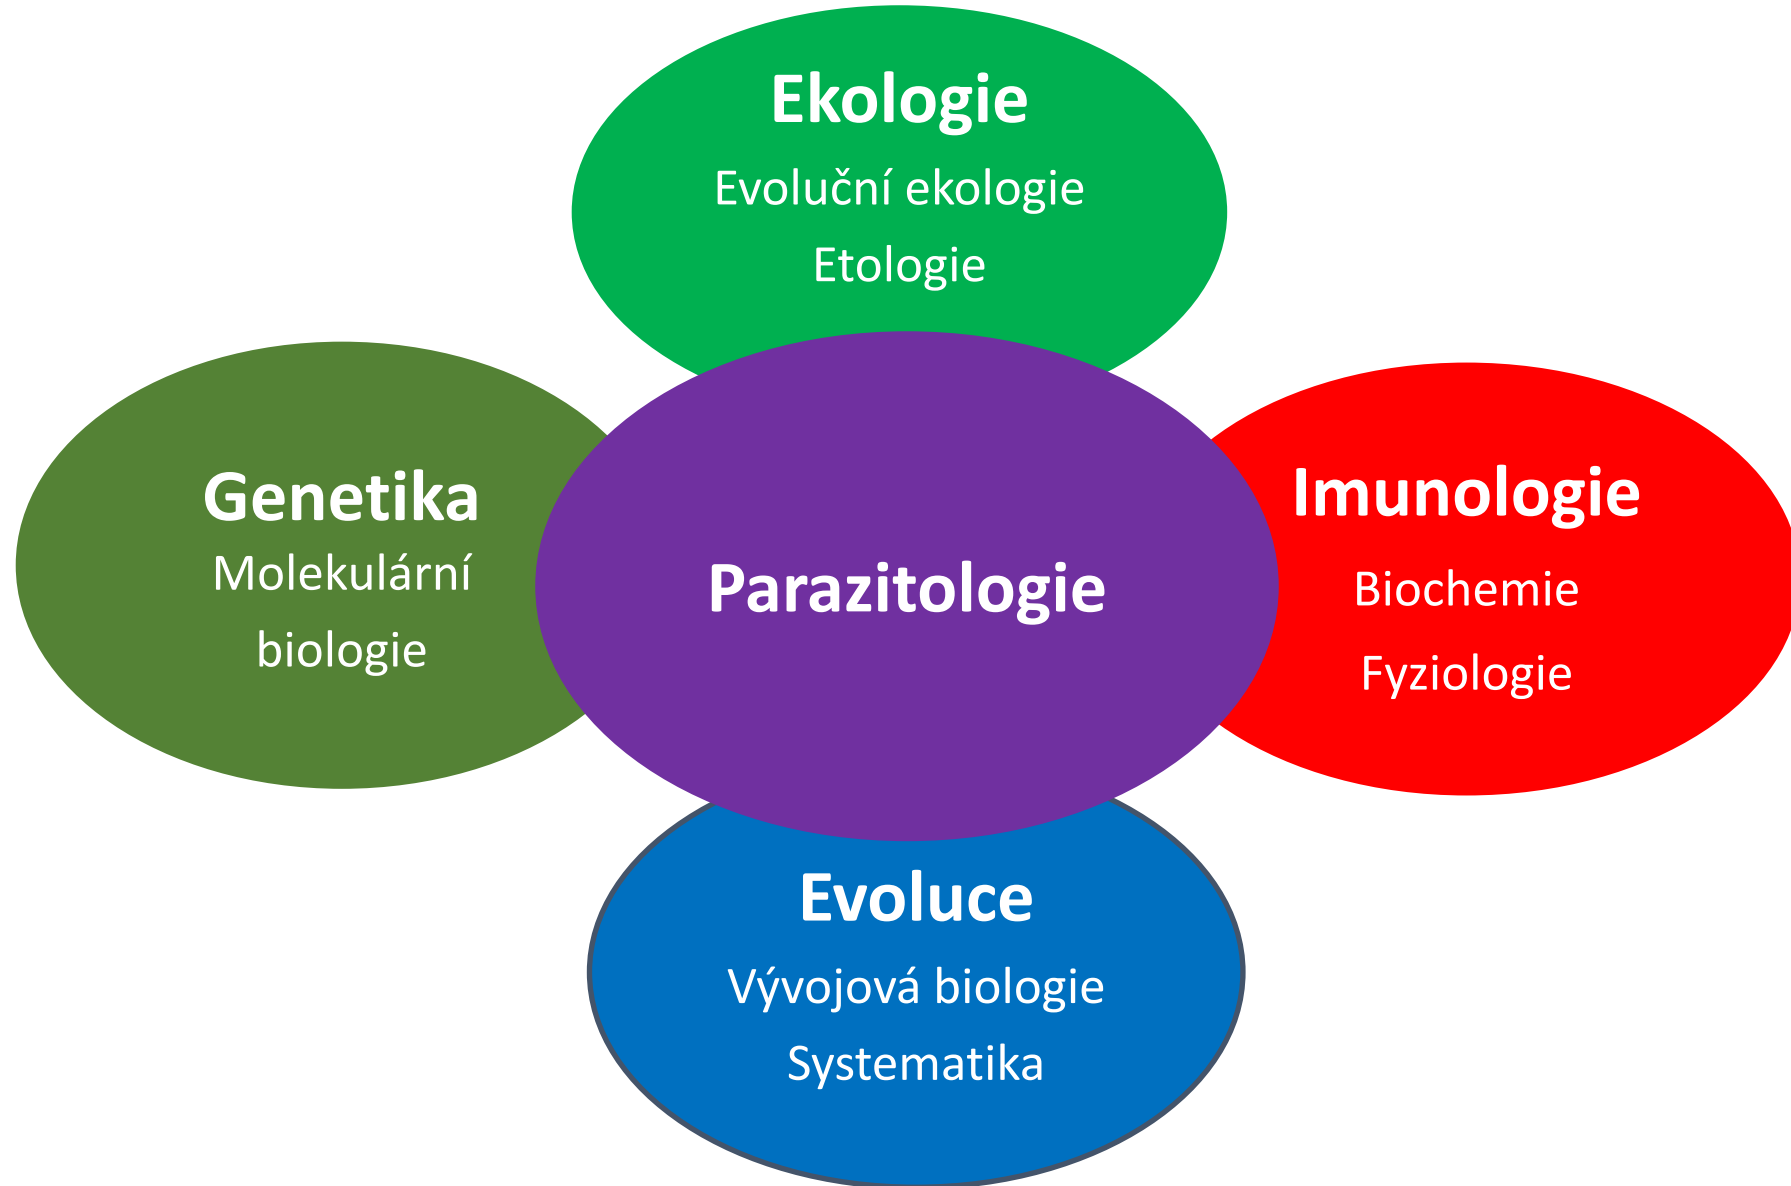 Ekologie
Evoluční ekologie
Etologie
Genetika
Molekulární
biologie
Parazitologie
Imunologie
Biochemie
Fyziologie
Evoluce
Vývojová biologie
Systematika